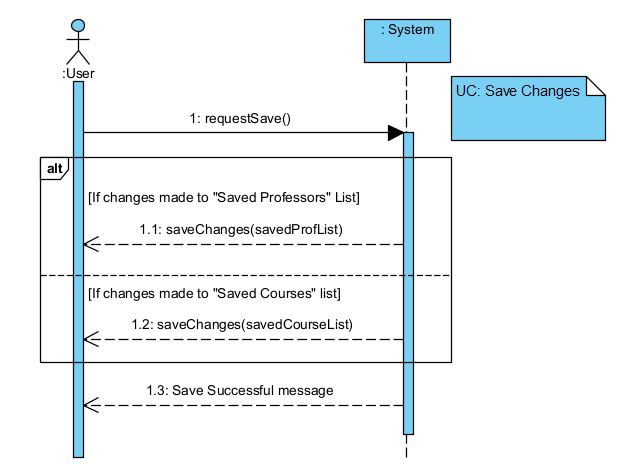 : System
:User
UC: Save Changes
1: requestSave()
alt
[If changes made to "Saved Professors" List]
1.1: saveChanges(savedProfList)
[If changes made to "Saved Courses" list]
1.2: saveChanges(savedCourseList)
1.3: Save Successful message